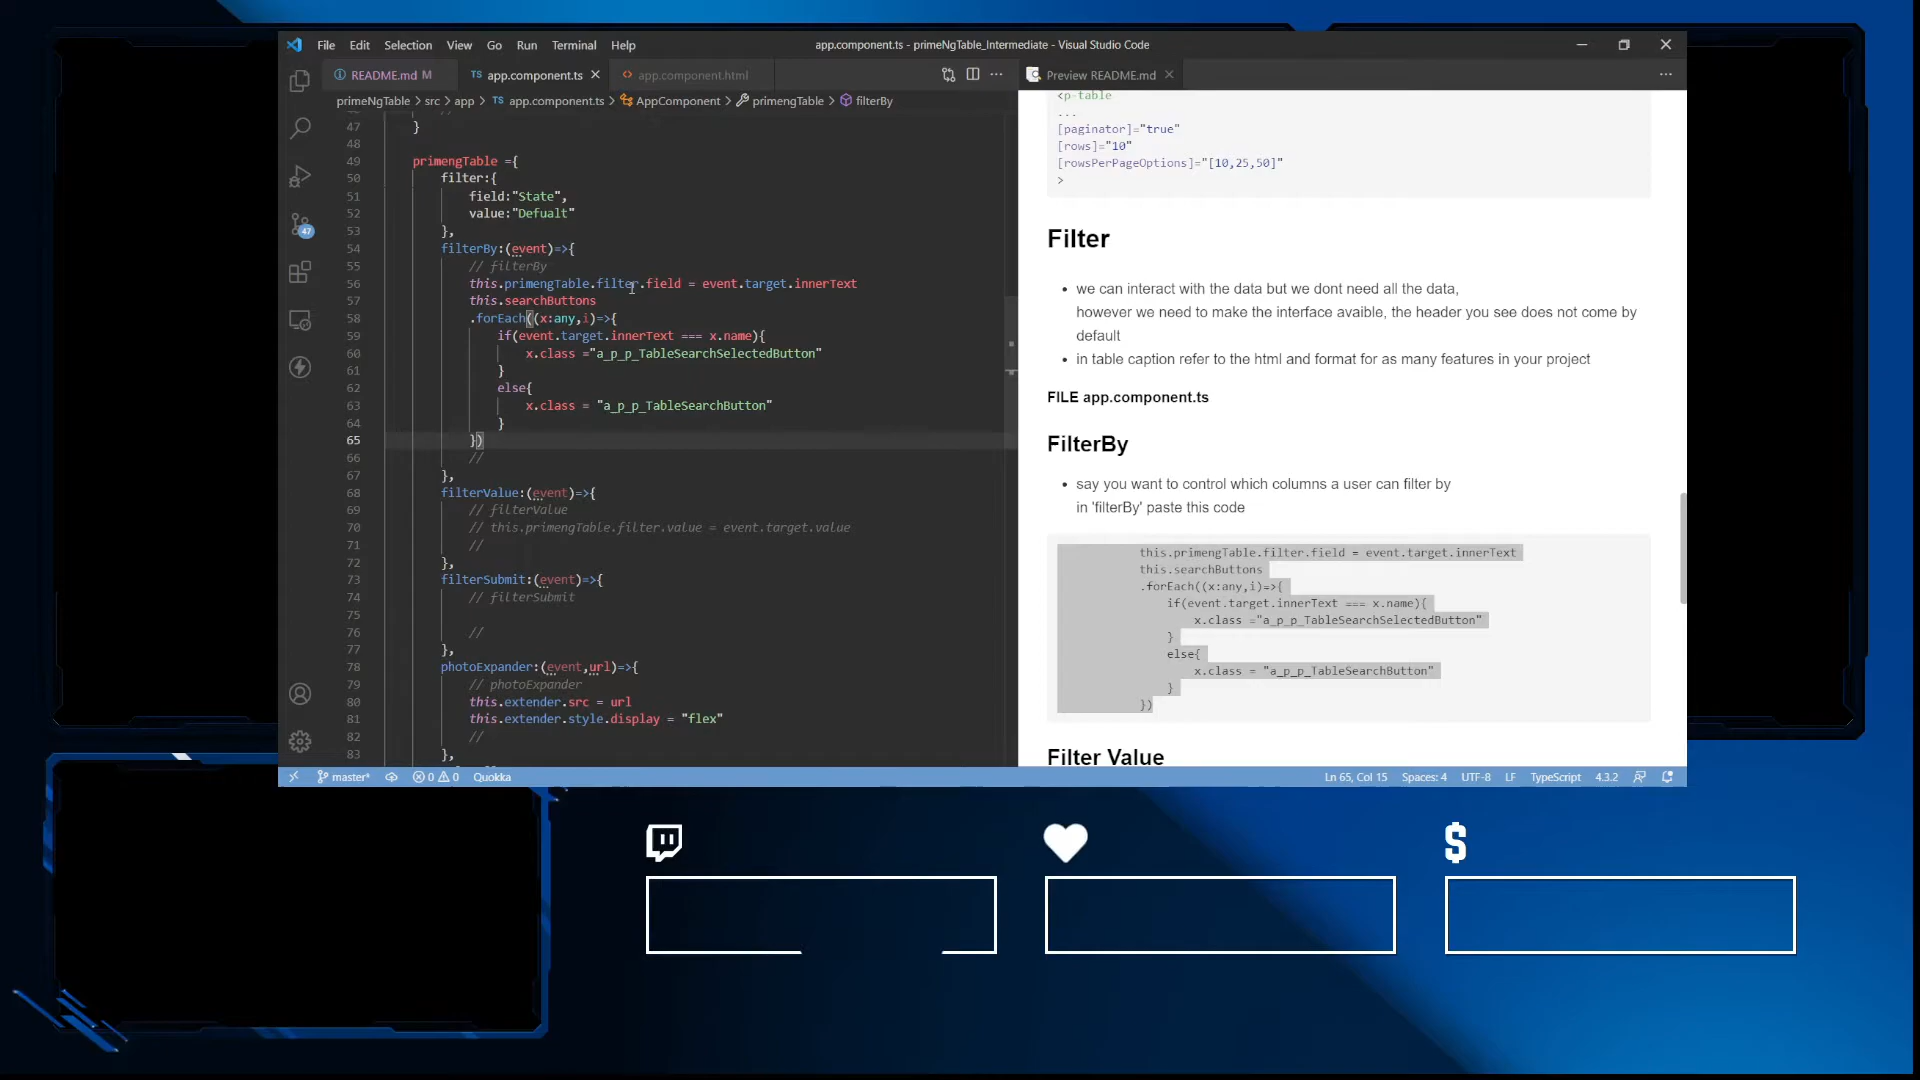 File Edit Selection View Go Run Terminal Help
app.component.ts - primeNgTable_Intermediate - Visual Studio Code
README.md M
TS app.component.ts
app.component.html
Preview README.md
primeNgTable > src > app > TS app.component.ts > AppComponent > primengTable > filterBy
47 }
48
49 primengTable ={
50 filter:{
51 field:"State",
52 value:"Defualt"
53 },
54 filterBy:(event)=>{
55 // filterBy
56 this.primengTable.filter.field = event.target.innerText
57 this.searchButtons
58 .forEach((x:any,i)=>{
59 if(event.target.innerText === x.name){
60 x.class ="a_p_p_TableSearchSelectedButton"
61 }
62 else{
63 x.class = "a_p_p_TableSearchButton"
64 }
65 })
66 //
67 },
68 filterValue:(event)=>{
69 // filterValue
70 // this.primengTable.filter.value = event.target.value
71 //
72 },
73 filterSubmit:(event)=>{
74 // filterSubmit
75
76 //
77 },
78 photoExpander:(event,url)=>{
79 // photoExpander
80 this.extender.src = url
81 this.extender.style.display = "flex"
82 //
83 },
<p-table
...
[paginator]="true"
[rows]="10"
[rowsPerPageOptions]="[10,25,50]"
>
Filter
• we can interact with the data but we dont need all the data,
however we need to make the interface avaible, the header you see does not come by
default
• in table caption refer to the html and format for as many features in your project
FILE app.component.ts
FilterBy
• say you want to control which columns a user can filter by
in 'filterBy' paste this code
this.primengTable.filter.field = event.target.innerText
this.searchButtons
.forEach((x:any,i)=>{
if(event.target.innerText === x.name){
x.class ="a_p_p_TableSearchSelectedButton"
}
else{
x.class = "a_p_p_TableSearchButton"
}
})
Filter Value
47
master* 0 0 Quokka
Ln 65, Col 15 Spaces: 4 UTF-8 LF TypeScript 4.3.2
$